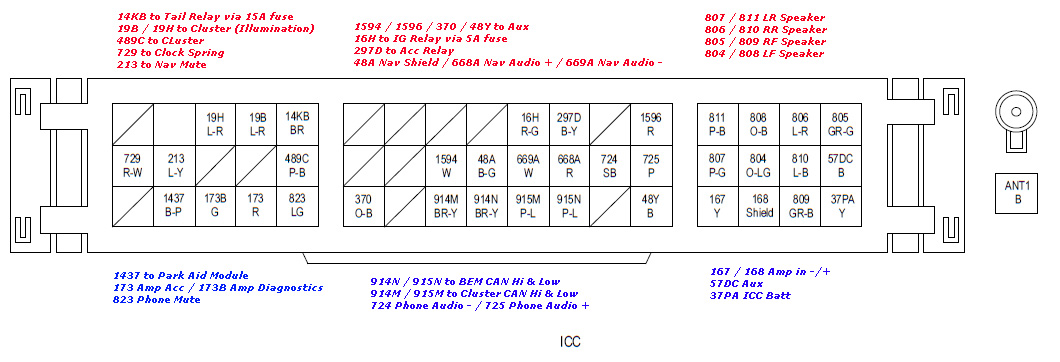 14KB to Tail Relay via 15A fuse
19B / 19H to Cluster (Illumination)
489C to CLuster
729 to Clock Spring
213 to Nav Mute
1594 / 1596 / 370 / 48Y to Aux
16H to IG Relay via 5A fuse
297D to Acc Relay
48A Nav Shield / 668A Nav Audio + / 669A Nav Audio -
807 / 811 LR Speaker
806 / 810 RR Speaker
805 / 809 RF Speaker
804 / 808 LF Speaker
19H 19B 14KB
L-R L-R BR
729 213 489C
R-W L-Y P-B
1437 173B 173 823
B-P G R LG
16H 297D 1596
R-G B-Y R
1594 48A 669A 668A 724 725
W B-G W R SB P
370 914M 914N 915M 915N 48Y
O-B BR-Y BR-Y P-L P-L B
811 808 806 805
P-B O-B L-R GR-G
807 804 810 57DC
P-G O-LG L-B B
167 168 809 37PA
Y Shield GR-B Y
ANT1
B
1437 to Park Aid Module
173 Amp Acc / 173B Amp Diagnostics
823 Phone Mute
914N / 915N to BEM CAN Hi & Low
914M / 915M to Cluster CAN Hi & Low
724 Phone Audio - / 725 Phone Audio +
167 / 168 Amp in -/+
57DC Aux
37PA ICC Batt
ICC